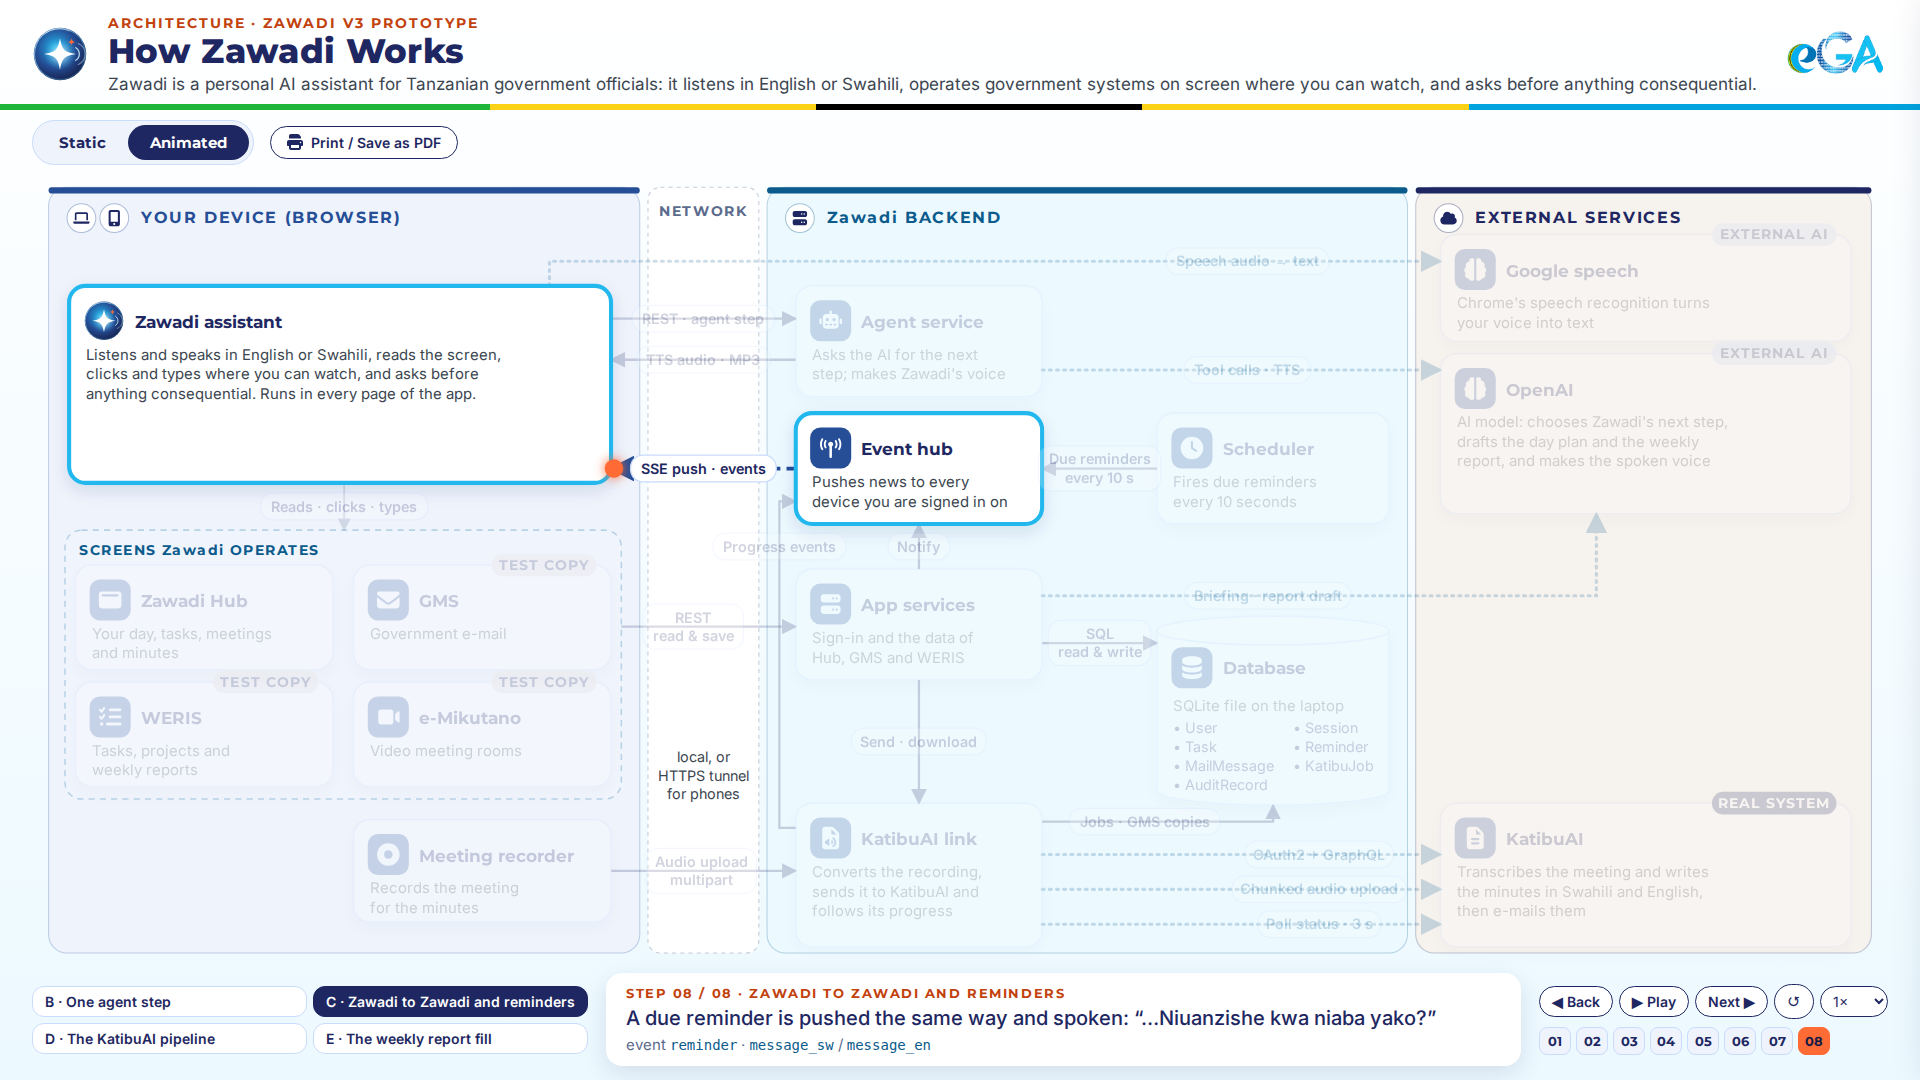 ARCHITECTURE · ZAWADI V3 PROTOTYPE
How Zawadi Works
Zawadi is a personal AI assistant for Tanzanian government officials: it listens in English or Swahili, operates government systems on screen where you can watch, and asks before anything consequential.
eGA
Static
Animated
Print / Save as PDF
YOUR DEVICE (BROWSER)
Zawadi assistant
Listens and speaks in English or Swahili, reads the screen,
clicks and types where you can watch, and asks before
anything consequential. Runs in every page of the app.
Reads · clicks · types
SCREENS Zawadi OPERATES
Zawadi Hub
Your day, tasks, meetings
and minutes
TEST COPY
GMS
Government e-mail
TEST COPY
WERIS
Tasks, projects and
weekly reports
TEST COPY
e-Mikutano
Video meeting rooms
Meeting recorder
Records the meeting
for the minutes
NETWORK
REST · agent step
TTS audio · MP3
SSE push · events
Progress events
REST
read & save
local, or
HTTPS tunnel
for phones
Audio upload
multipart
Zawadi BACKEND
Speech audio → text
Agent service
Asks the AI for the next
step; makes Zawadi's voice
Tool calls · TTS
Event hub
Pushes news to every
device you are signed in on
Due reminders
every 10 s
Scheduler
Fires due reminders
every 10 seconds
Notify
App services
Sign-in and the data of
Hub, GMS and WERIS
Briefing · report draft
SQL
read & write
Database
SQLite file on the laptop
• User
• Session
• Task
• Reminder
• MailMessage
• KatibuJob
• AuditRecord
Send · download
Jobs · GMS copies
KatibuAI link
Converts the recording,
sends it to KatibuAI and
follows its progress
OAuth2 + GraphQL
Chunked audio upload
Poll status · 3 s
EXTERNAL SERVICES
EXTERNAL AI
Google speech
Chrome's speech recognition turns
your voice into text
EXTERNAL AI
OpenAI
AI model: chooses Zawadi's next step,
drafts the day plan and the weekly
report, and makes the spoken voice
REAL SYSTEM
KatibuAI
Transcribes the meeting and writes
the minutes in Swahili and English,
then e-mails them
B · One agent step
C · Zawadi to Zawadi and reminders
D · The KatibuAI pipeline
E · The weekly report fill
STEP 08 / 08 · ZAWADI TO ZAWADI AND REMINDERS
A due reminder is pushed the same way and spoken: “…Niuanzishe kwa niaba yako?”
event reminder · message_sw / message_en
◀ Back
▶ Play
Next ▶
↺
1×
01
02
03
04
05
06
07
08